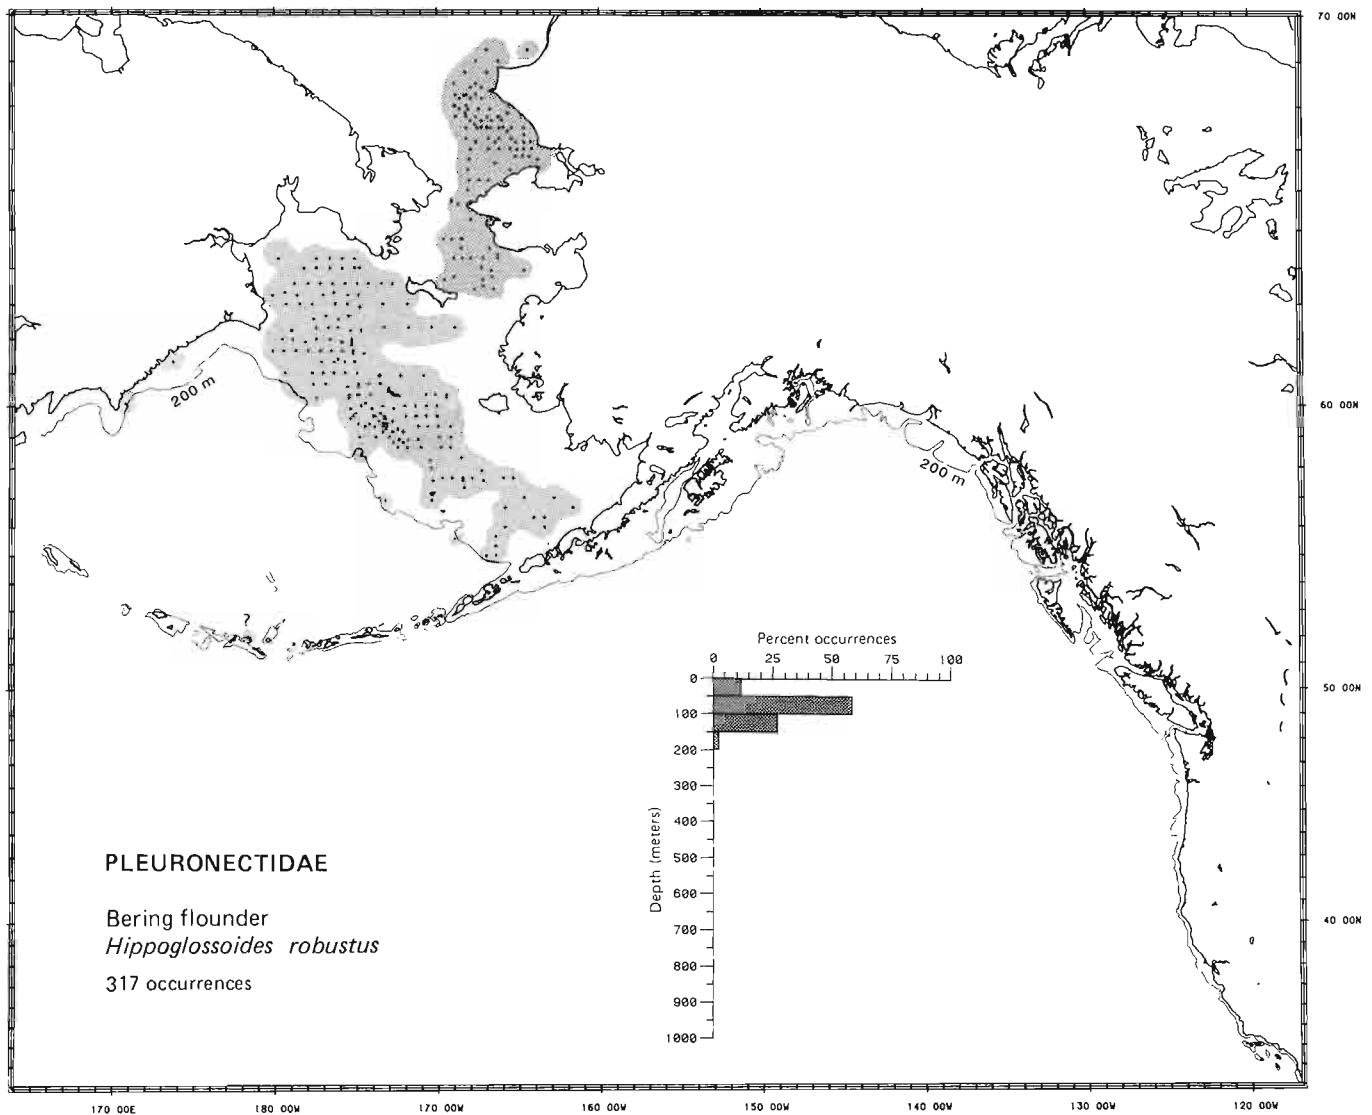 70 00N
200 m
60 00N
200 m
?
Percent occurrences
0 25 50 75 100
0
100
200
300
400
500
600
700
800
900
1000
Depth (meters)
50 00N
40 00N
PLEURONECTIDAE
Bering flounder
Hippoglossoides robustus
317 occurrences
170 00E 180 00W 170 00W 160 00W 150 00W 140 00W 130 00W 120 00W